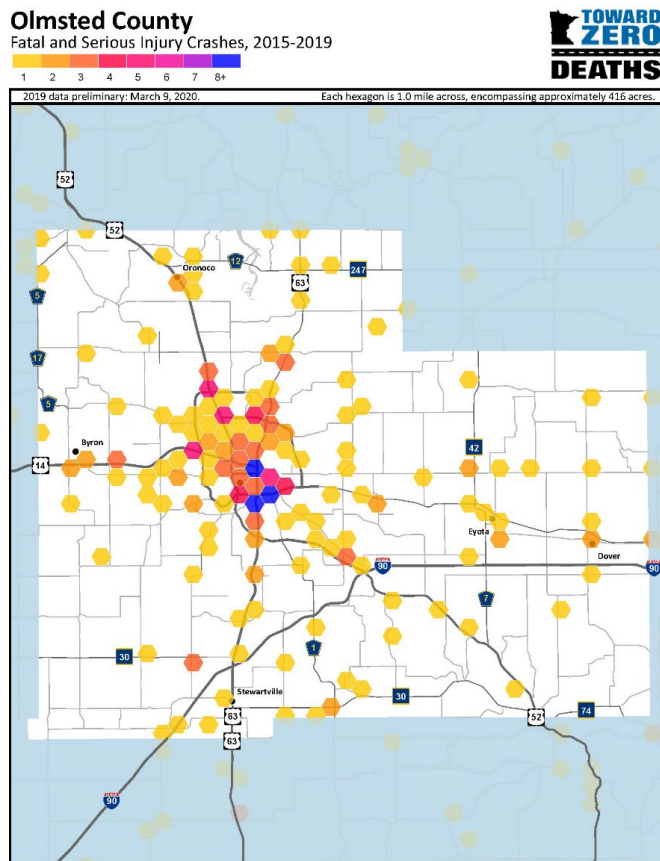 Olmsted County
Fatal and Serious Injury Crashes, 2015-2019
1 2 3 4 5 6 7 8+
TOWARD
ZERO
DEATHS
2019 data preliminary: March 9, 2020.
Each hexagon is 1.0 mile across, encompassing approximately 416 acres.
52
52
Oronoco
12
247
63
5
17
5
Byron
14
42
Eyota
Dover
90
90
7
30
1
Stewartville
30
63
52
74
63
90